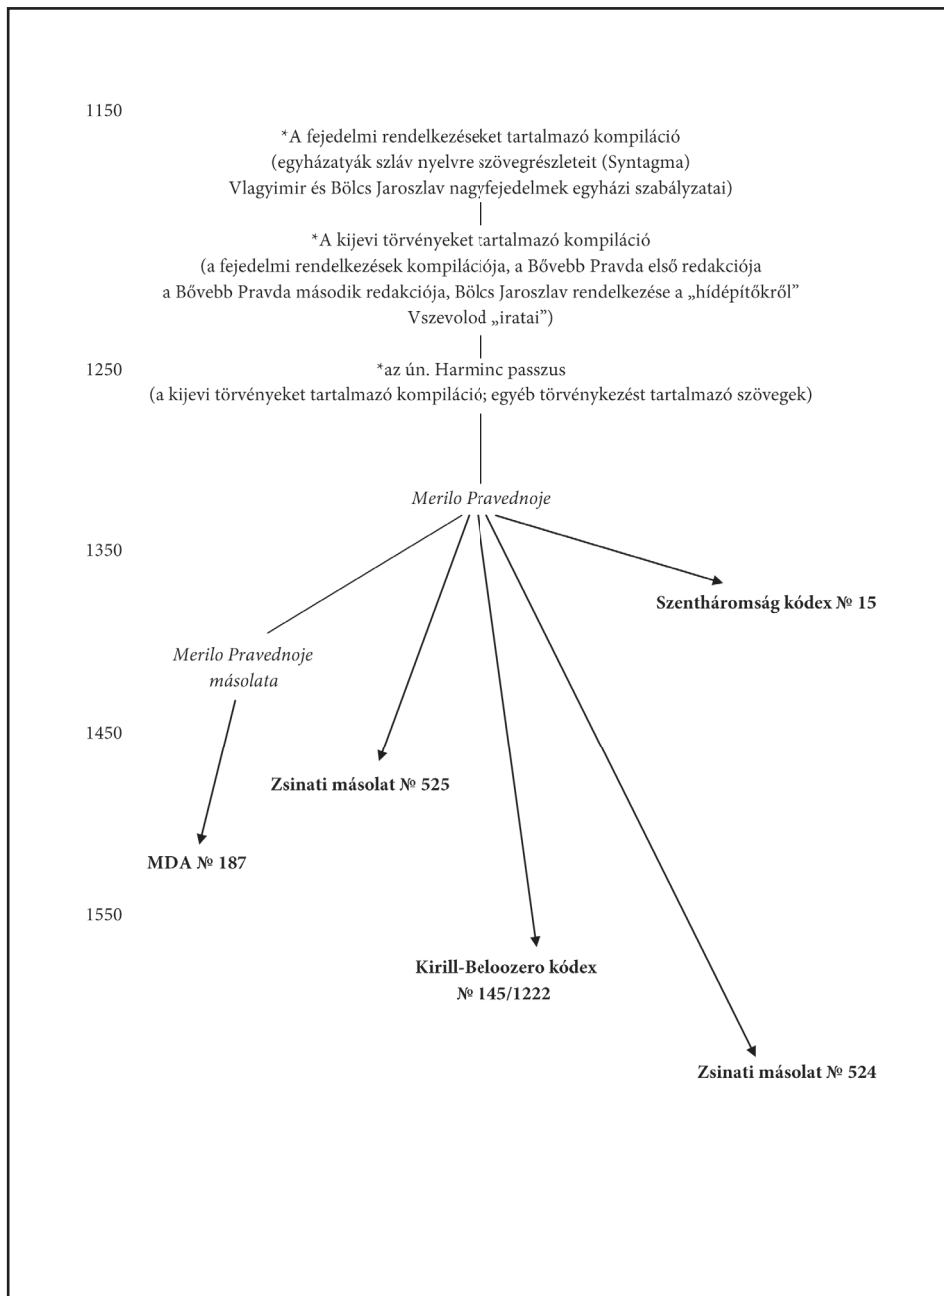 1150
*A fejedelmi rendelkezéseket tartalmazó kompiláció
(egyházatyák szláv nyelvre szövegrészleteit (Syntagma)
Vlagyimir és Bölcs Jaroszlav nagyfejedelmek egyházi szabályzatai)
*A kijevi törvényeket tartalmazó kompiláció
(a fejedelmi rendelkezések kompilációja, a Bővebb Pravda első redakciója
a Bővebb Pravda második redakciója, Bölcs Jaroszlav rendelkezése a „hídépítőkről”
Vszevolod „iratai”)
1250
*az ún. Harminc passzus
(a kijevi törvényeket tartalmazó kompiláció; egyéb törvénykezést tartalmazó szövegek)
Merilo Pravednoje
1350
Szentháromság kódex № 15
Merilo Pravednoje
másolata
1450
Zsinati másolat № 525
MDA № 187
1550
Kirill-Beloozero kódex
№ 145/1222
Zsinati másolat № 524